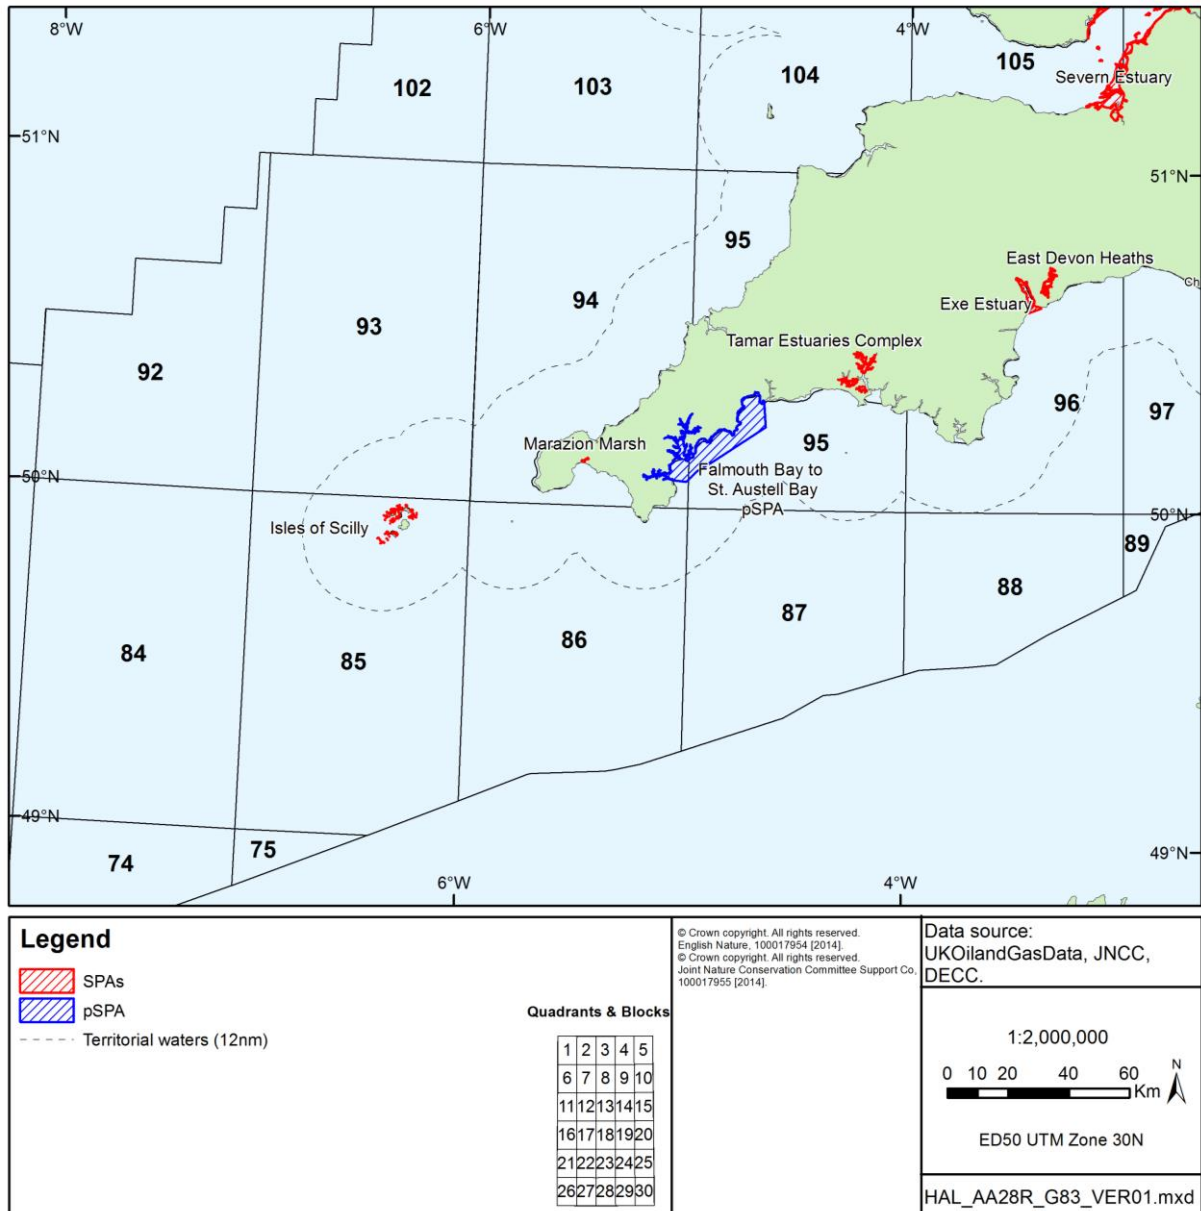 8°W
6°W
4°W
102
103
104
105
Severn Estuary
51°N
51°N
95
East Devon Heaths
Ch
94
Exe Estuary
93
Tamar Estuaries Complex
92
96
97
Marazion Marsh
95
Falmouth Bay to
St. Austell Bay
pSPA
50°N
50°N
Isles of Scilly
89
88
87
86
84
85
49°N
49°N
74
75
6°W
4°W
Legend
SPAs
pSPA
Territorial waters (12nm)
Quadrants & Blocks
1 2 3 4 5
6 7 8 9 10
11 12 13 14 15
16 17 18 19 20
21 22 23 24 25
26 27 28 29 30
© Crown copyright. All rights reserved.
English Nature, 100017954 [2014].
© Crown copyright. All rights reserved.
Joint Nature Conservation Committee Support Co,
100017955 [2014].
Data source:
UKOilandGasData, JNCC,
DECC.
1:2,000,000
0 10 20 40 60
Km
N
ED50 UTM Zone 30N
HAL_AA28R_G83_VER01.mxd